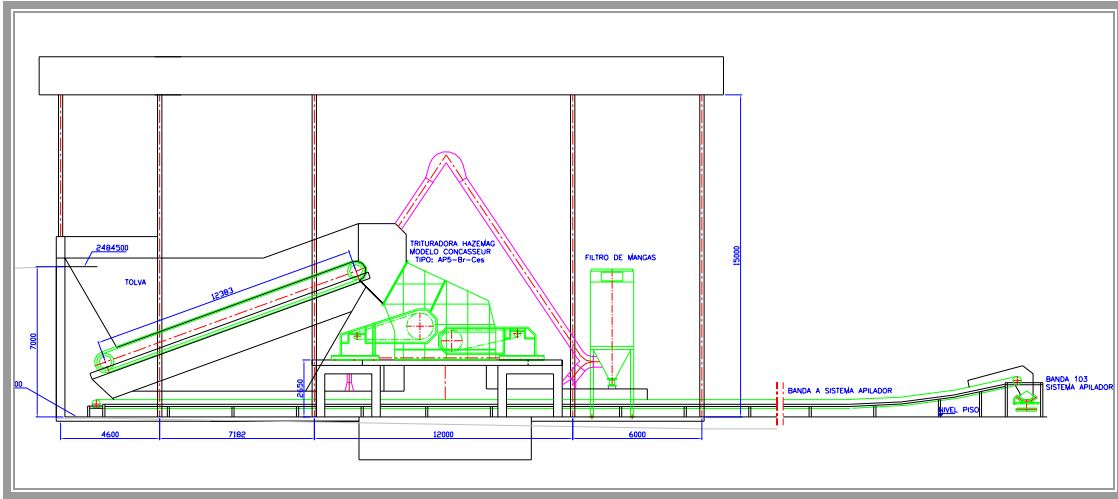 2484500
TOLVA
12383
TRITURADORA HAZEMAG
MODELO CONCASSEUR
TIPO: AP5-Br-Ces
FILTRO DE MANGAS
15000
7000
00
2650
BANDA A SISTEMA APILADOR
BANDA 103
SISTEMA APILADOR
NIVEL PISO
4600
7182
12000
6000